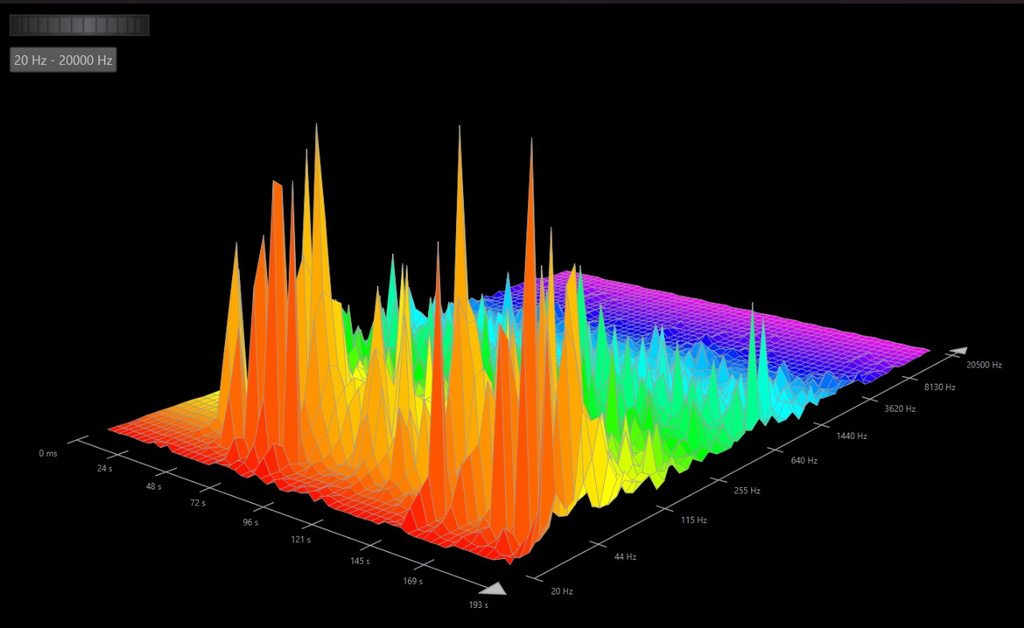 20 Hz - 20000 Hz
0 ms
24 s
48 s
72 s
96 s
121 s
145 s
169 s
193 s
20 Hz
44 Hz
115 Hz
255 Hz
640 Hz
1440 Hz
3620 Hz
8130 Hz
20500 Hz